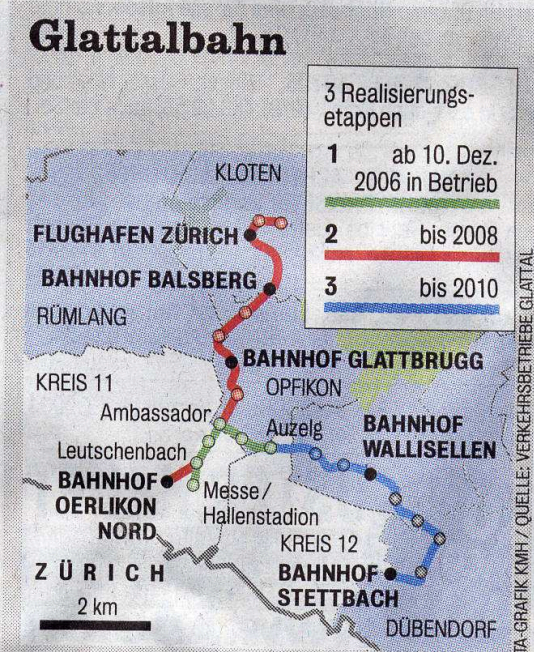 Glattalbahn
3 Realisierungs-
etappen
1 ab 10. Dez.
2006 in Betrieb
2 bis 2008
3 bis 2010
KLOTEN
FLUGHAFEN ZÜRICH
BAHNHOF BALSBERG
RÜMLANG
BAHNHOF GLATTBRUGG
KREIS 11
OPFIKON
Ambassador
Auzelg
BAHNHOF
WALLISELLEN
Leutschenbach
BAHNHOF
OERLIKON
NORD
Messe/
Hallenstadion
KREIS 12
ZÜRICH
BAHNHOF
STETTBACH
2 km
DÜBENDORF
TA-GRAFIK KMH / QUELLE: VERKEHRSBETRIEBE GLATTAL